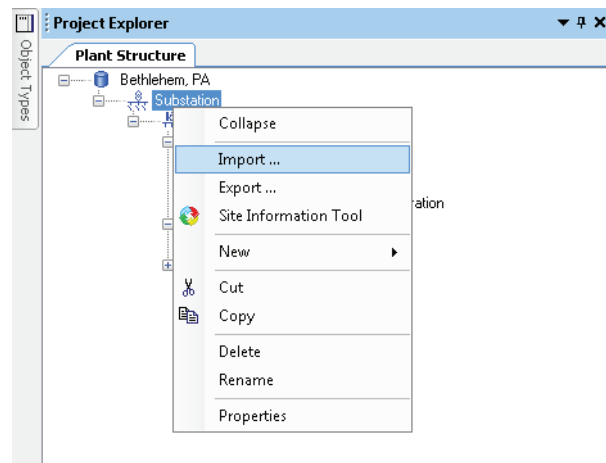 Project Explorer
Object Types
Plant Structure
Bethlehem, PA
Substation
Collapse
Import ...
Export ...
ration
Site Information Tool
New
Cut
Copy
Delete
Rename
Properties